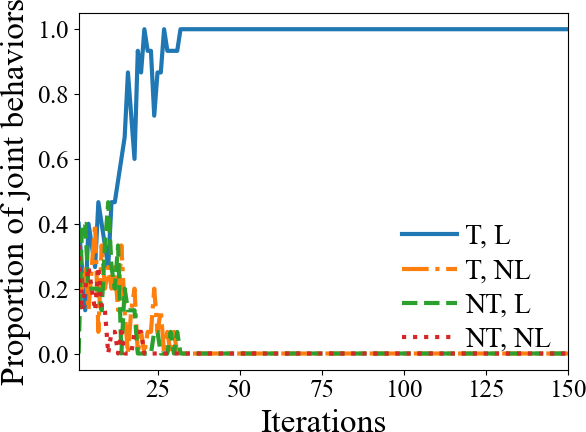 Proportion of joint behaviors
1.0
0.8
0.6
0.4
0.2
0.0
T, L
T, NL
NT, L
NT, NL
25 50 75 100 125 150
Iterations